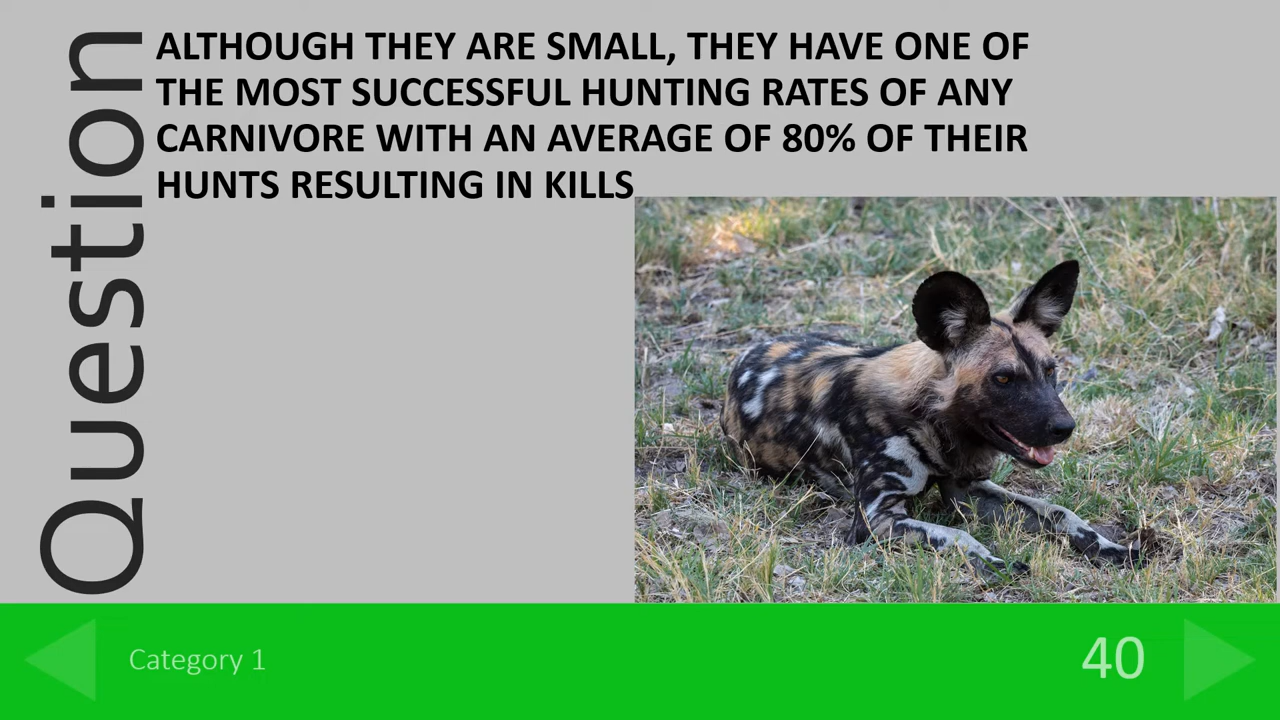 Question
ALTHOUGH THEY ARE SMALL, THEY HAVE ONE OF
THE MOST SUCCESSFUL HUNTING RATES OF ANY
CARNIVORE WITH AN AVERAGE OF 80% OF THEIR
HUNTS RESULTING IN KILLS
Category 1
40